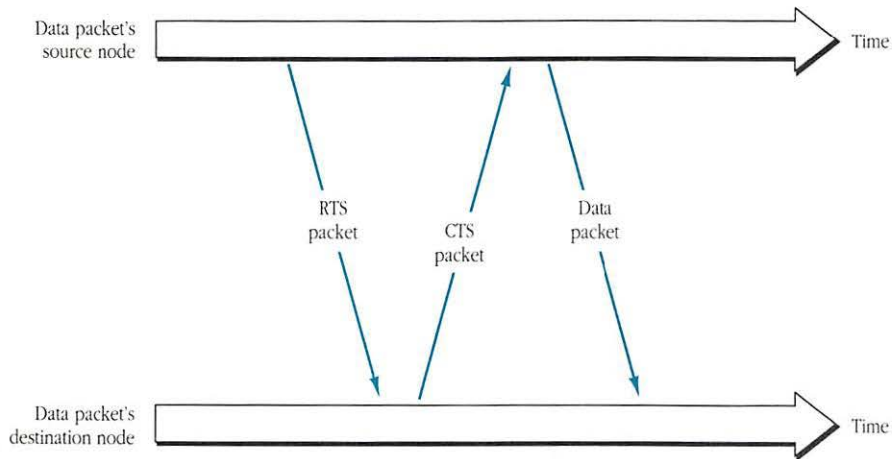 Data packet's
source node
Time
RTS
packet
CTS
packet
Data
packet
Data packet's
destination node
Time